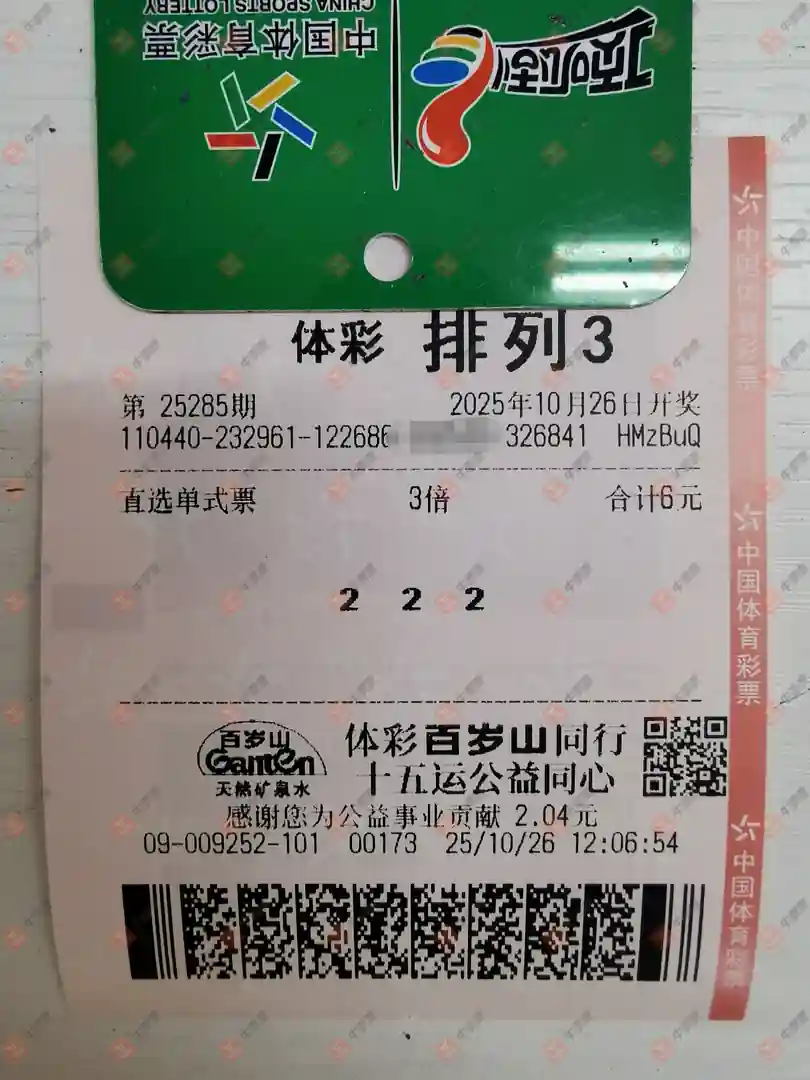 CHINA SPORTS LOTTERY
中国体育彩票
顶呱刮
体彩 排列3
第 25285期 2025年10月26日开奖
110440-232961-122686 326841 HMzBuQ
直选单式票 3倍 合计6元
2 2 2
百岁山
Ganten
天然矿泉水
体彩百岁山同行
十五运公益同心
感谢您为公益事业贡献 2.04元
09-009252-101 00173 25/10/26 12:06:54
中国体育彩票
中国体育彩票
中国体育彩票